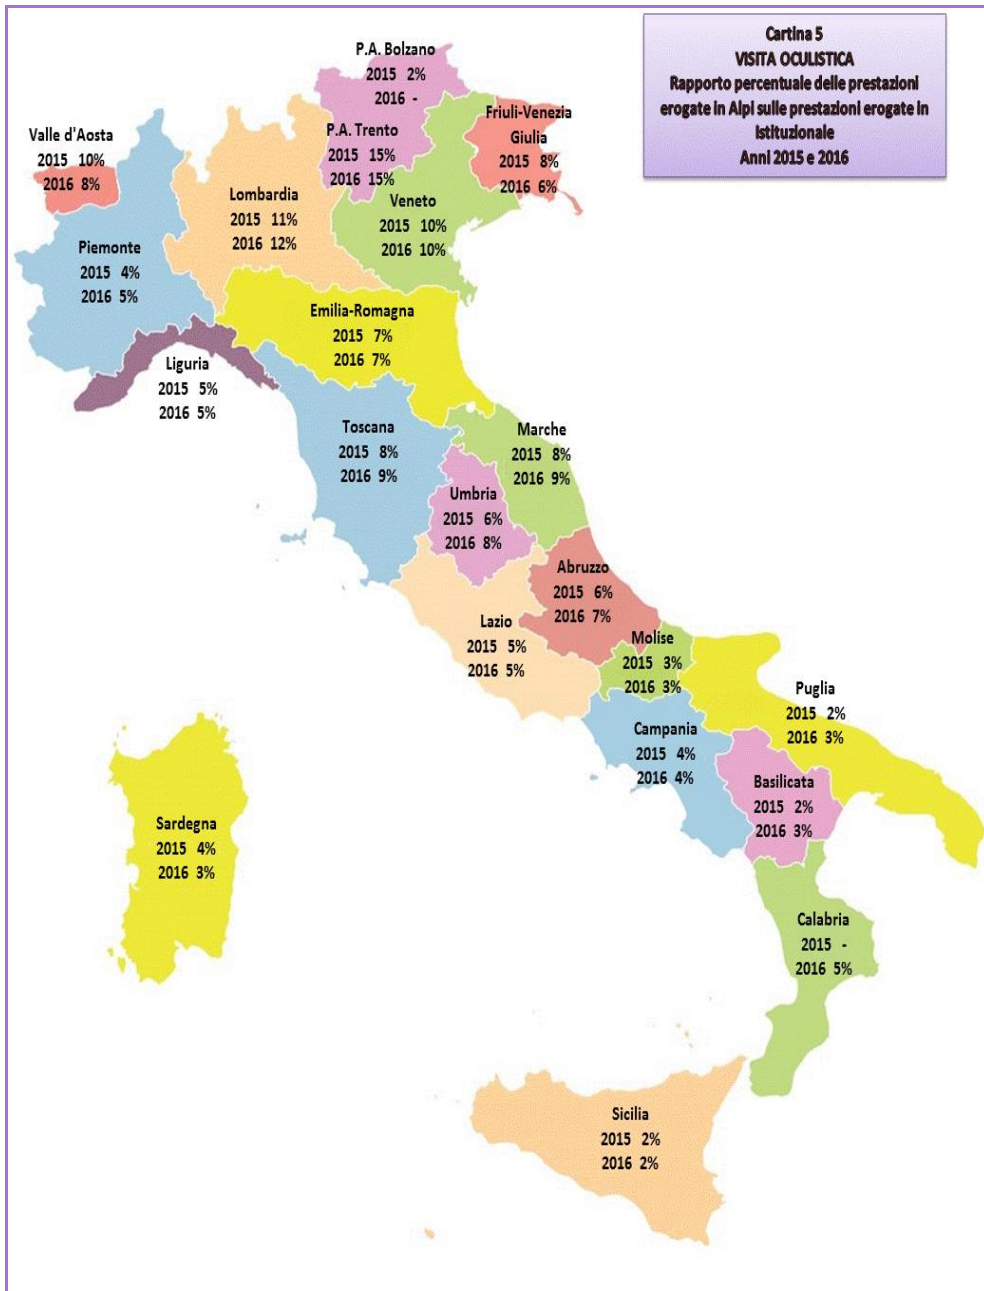 Cartina 5
VISITA OCULISTICA
Rapporto percentuale delle prestazioni
erogate in Alpi sulle prestazioni erogate in
Istituzionale
Anni 2015 e 2016
P.A. Bolzano
2015 2%
2016 -
P.A. Trento
2015 15%
2016 15%
Friuli-Venezia
Giulia
2015 8%
2016 6%
Valle d'Aosta
2015 10%
2016 8%
Lombardia
2015 11%
2016 12%
Veneto
2015 10%
2016 10%
Piemonte
2015 4%
2016 5%
Emilia-Romagna
2015 7%
2016 7%
Liguria
2015 5%
2016 5%
Toscana
2015 8%
2016 9%
Marche
2015 8%
2016 9%
Umbria
2015 6%
2016 8%
Abruzzo
2015 6%
2016 7%
Lazio
2015 5%
2016 5%
Molise
2015 3%
2016 3%
Puglia
2015 2%
2016 3%
Campania
2015 4%
2016 4%
Basilicata
2015 2%
2016 3%
Sardegna
2015 4%
2016 3%
Calabria
2015 -
2016 5%
Sicilia
2015 2%
2016 2%